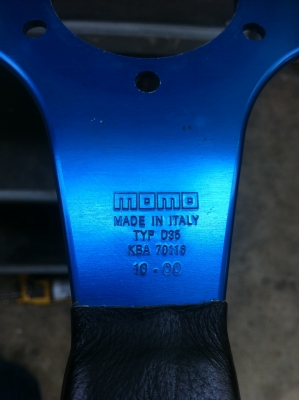 momo
MADE IN ITALY
TYP D35
KBA 70116
10-00